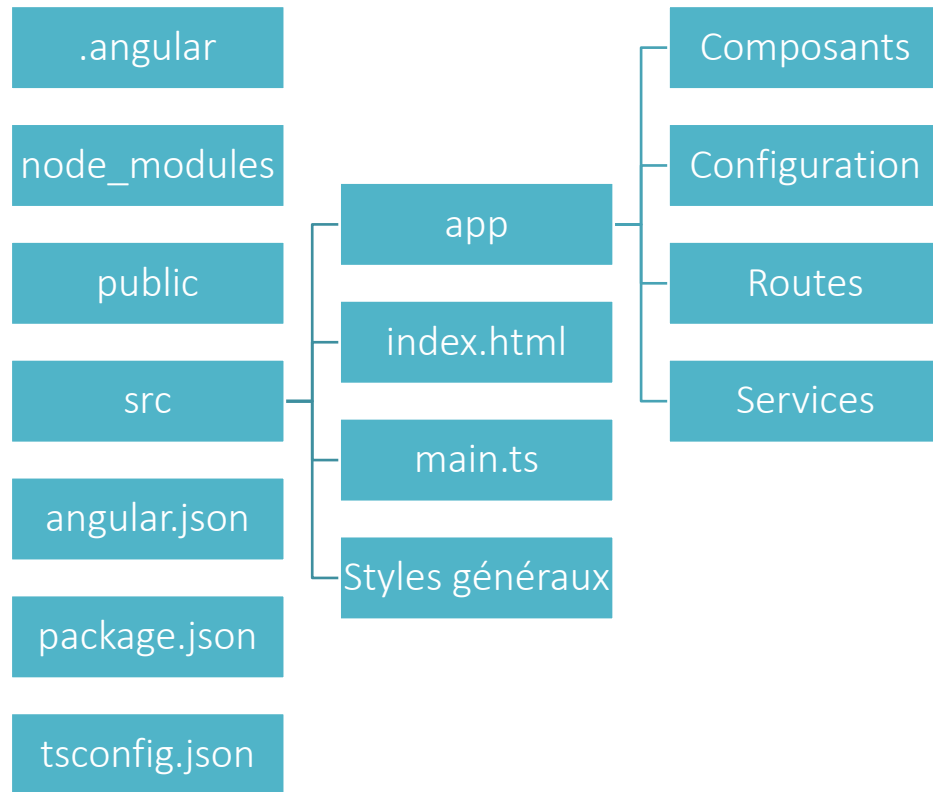 .angular
node_modules
public
src
angular.json
package.json
tsconfig.json
app
index.html
main.ts
Styles généraux
Composants
Configuration
Routes
Services